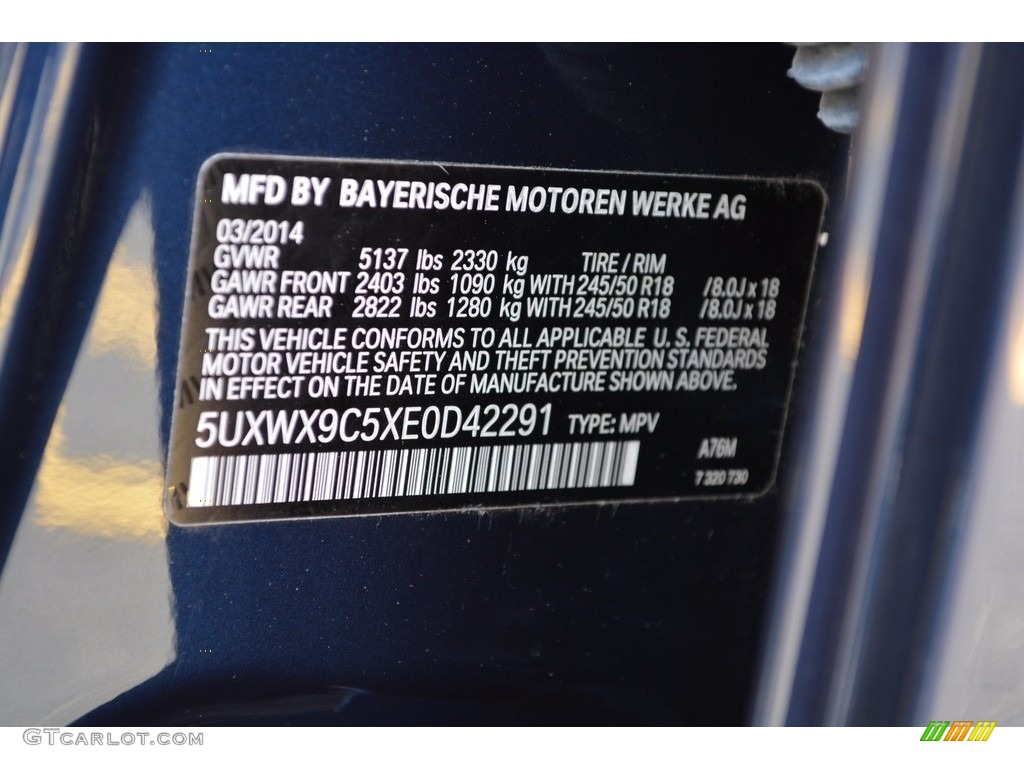 MFD BY BAYERISCHE MOTOREN WERKE AG
03/2014
GVWR 5137 lbs 2330 kg TIRE / RIM
GAWR FRONT 2403 lbs 1090 kg WITH 245/50 R18 /8.0J x 18
GAWR REAR 2822 lbs 1280 kg WITH 245/50 R18 /8.0J x 18
THIS VEHICLE CONFORMS TO ALL APPLICABLE U. S. FEDERAL
MOTOR VEHICLE SAFETY AND THEFT PREVENTION STANDARDS
IN EFFECT ON THE DATE OF MANUFACTURE SHOWN ABOVE.
5UXWX9C5XE0D42291 TYPE: MPV
A76M
7 320 730
GTCARLOT.COM